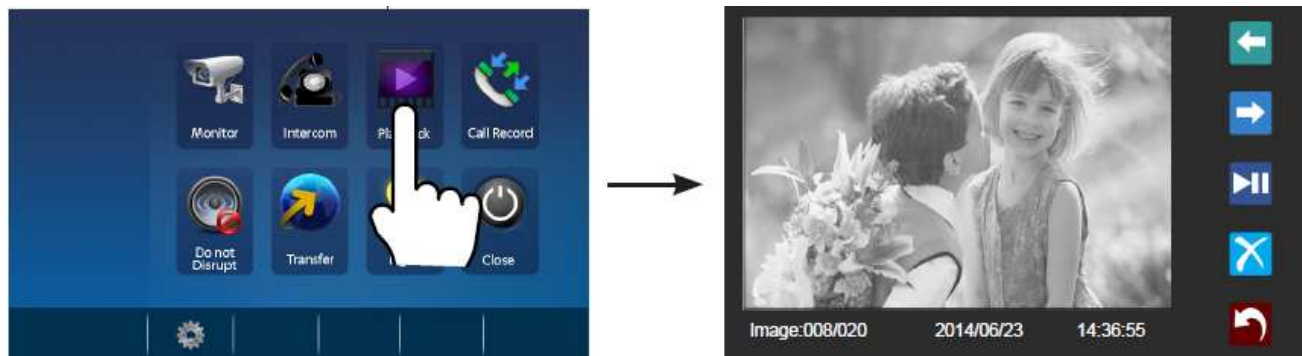 Monitor
Intercom
Call Record
Do not
Disrupt
Transfer
Close
Image:008/020 2014/06/23 14:36:55